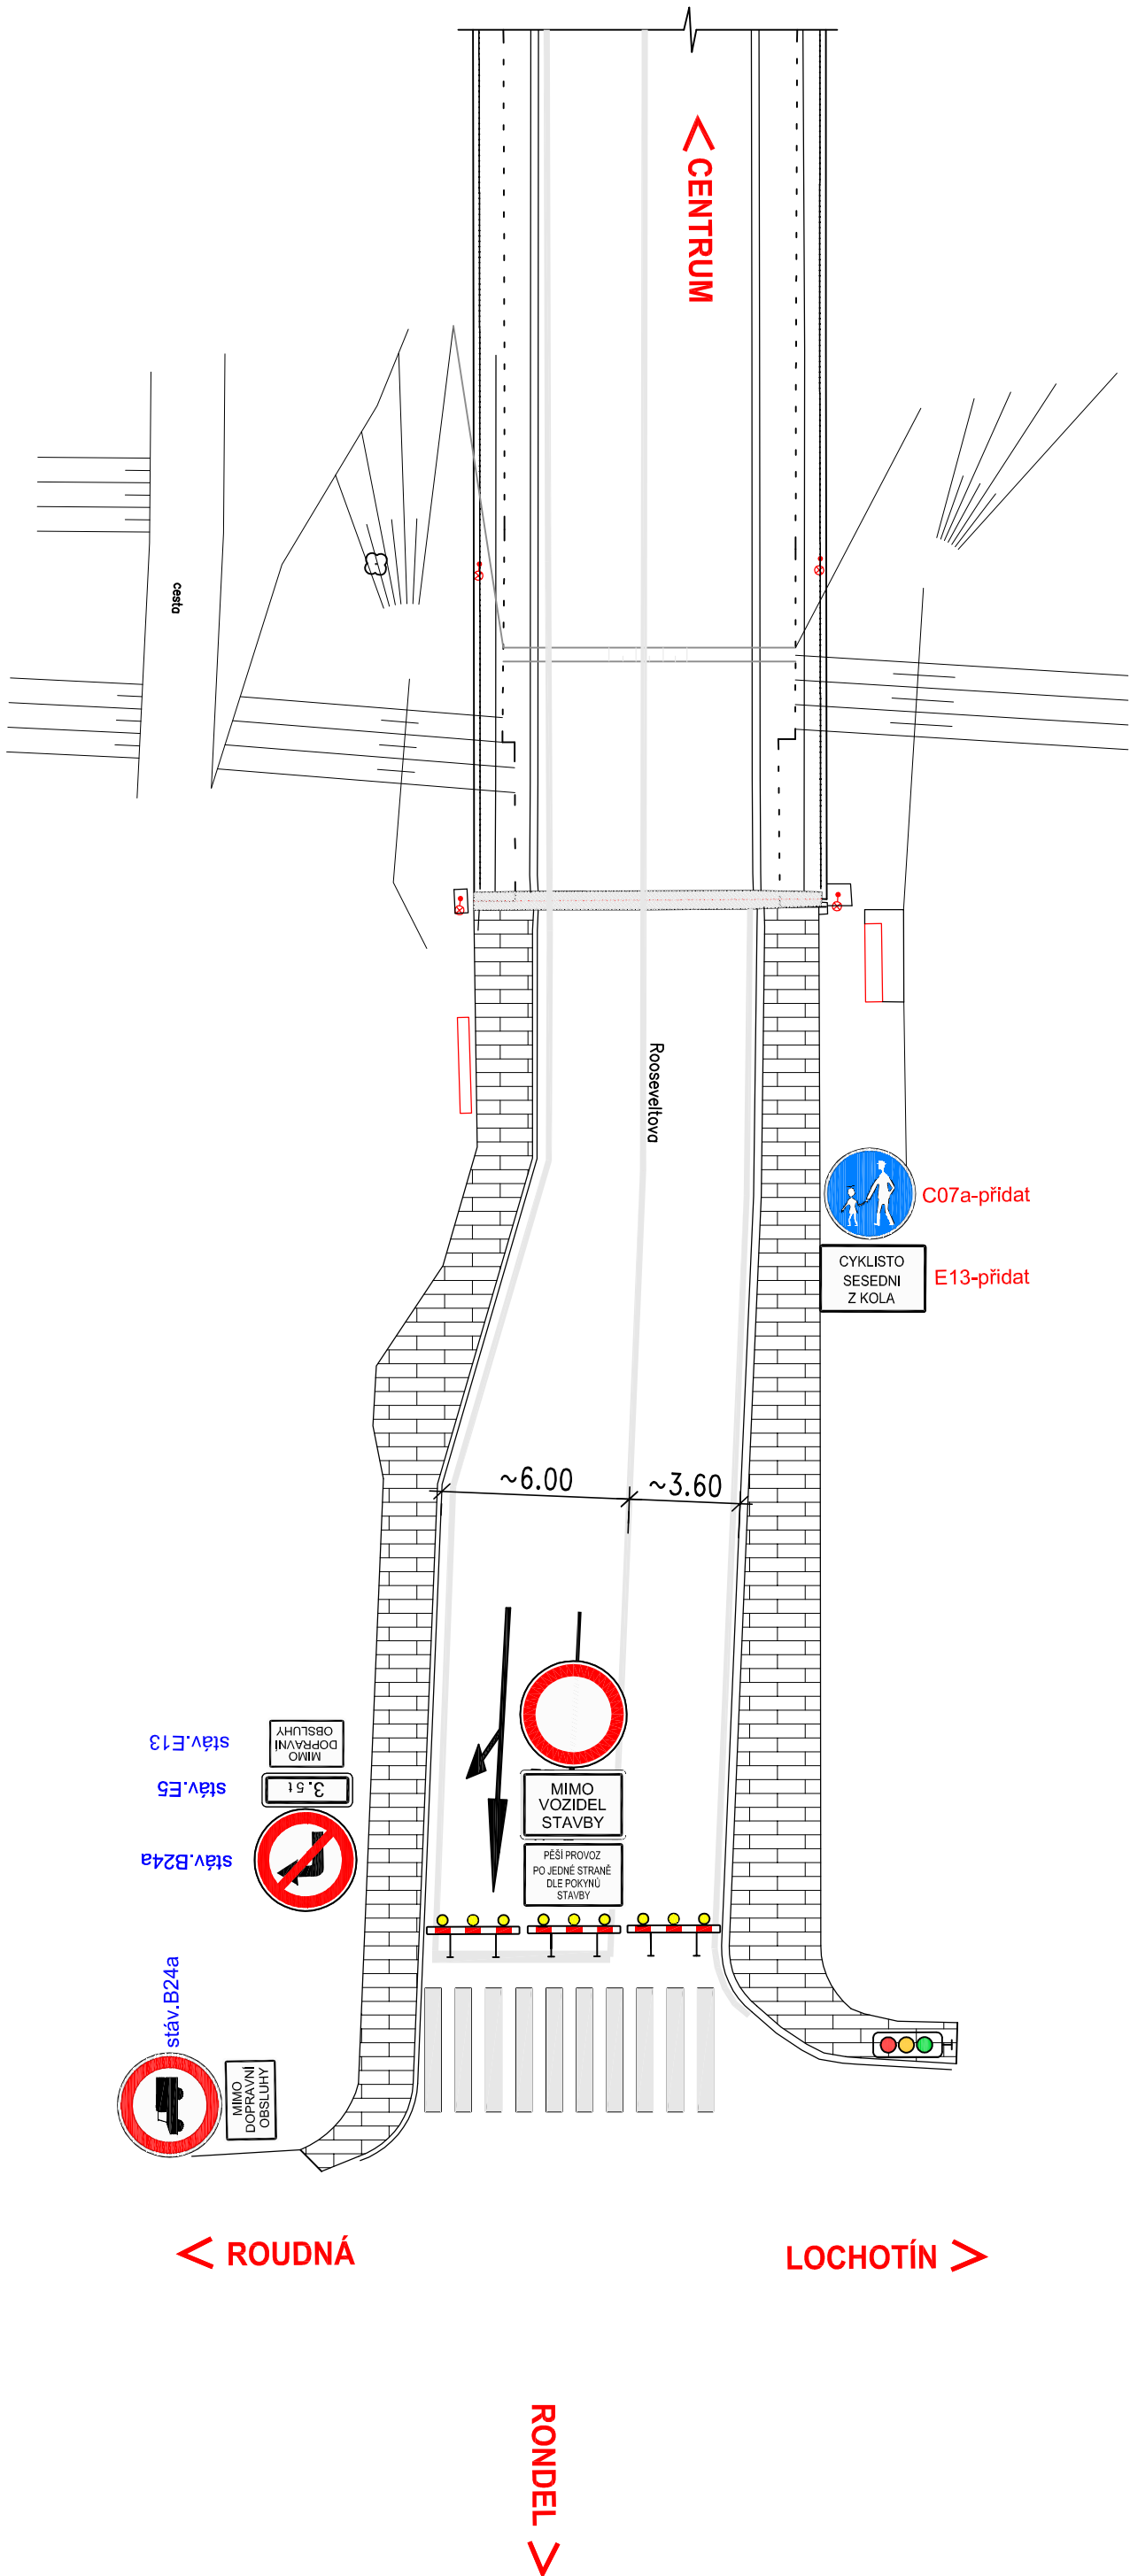 < CENTRUM
cesta
Rooseveltova
C07a-přidat
CYKLISTO
SESEDNI
Z KOLA
E13-přidat
~6.00
~3.60
stáv.E13
MIMO
DOPRAVNÍ
OBSLUHY
stáv.E5
3.5t
stáv.B24a
MIMO
VOZIDEL
STAVBY
PĚŠÍ PROVOZ
PO JEDNÉ STRANĚ
DLE POKYNŮ
STAVBY
stáv.B24a
MIMO
DOPRAVNÍ
OBSLUHY
< ROUDNÁ
LOCHOTÍN >
RONDEL >